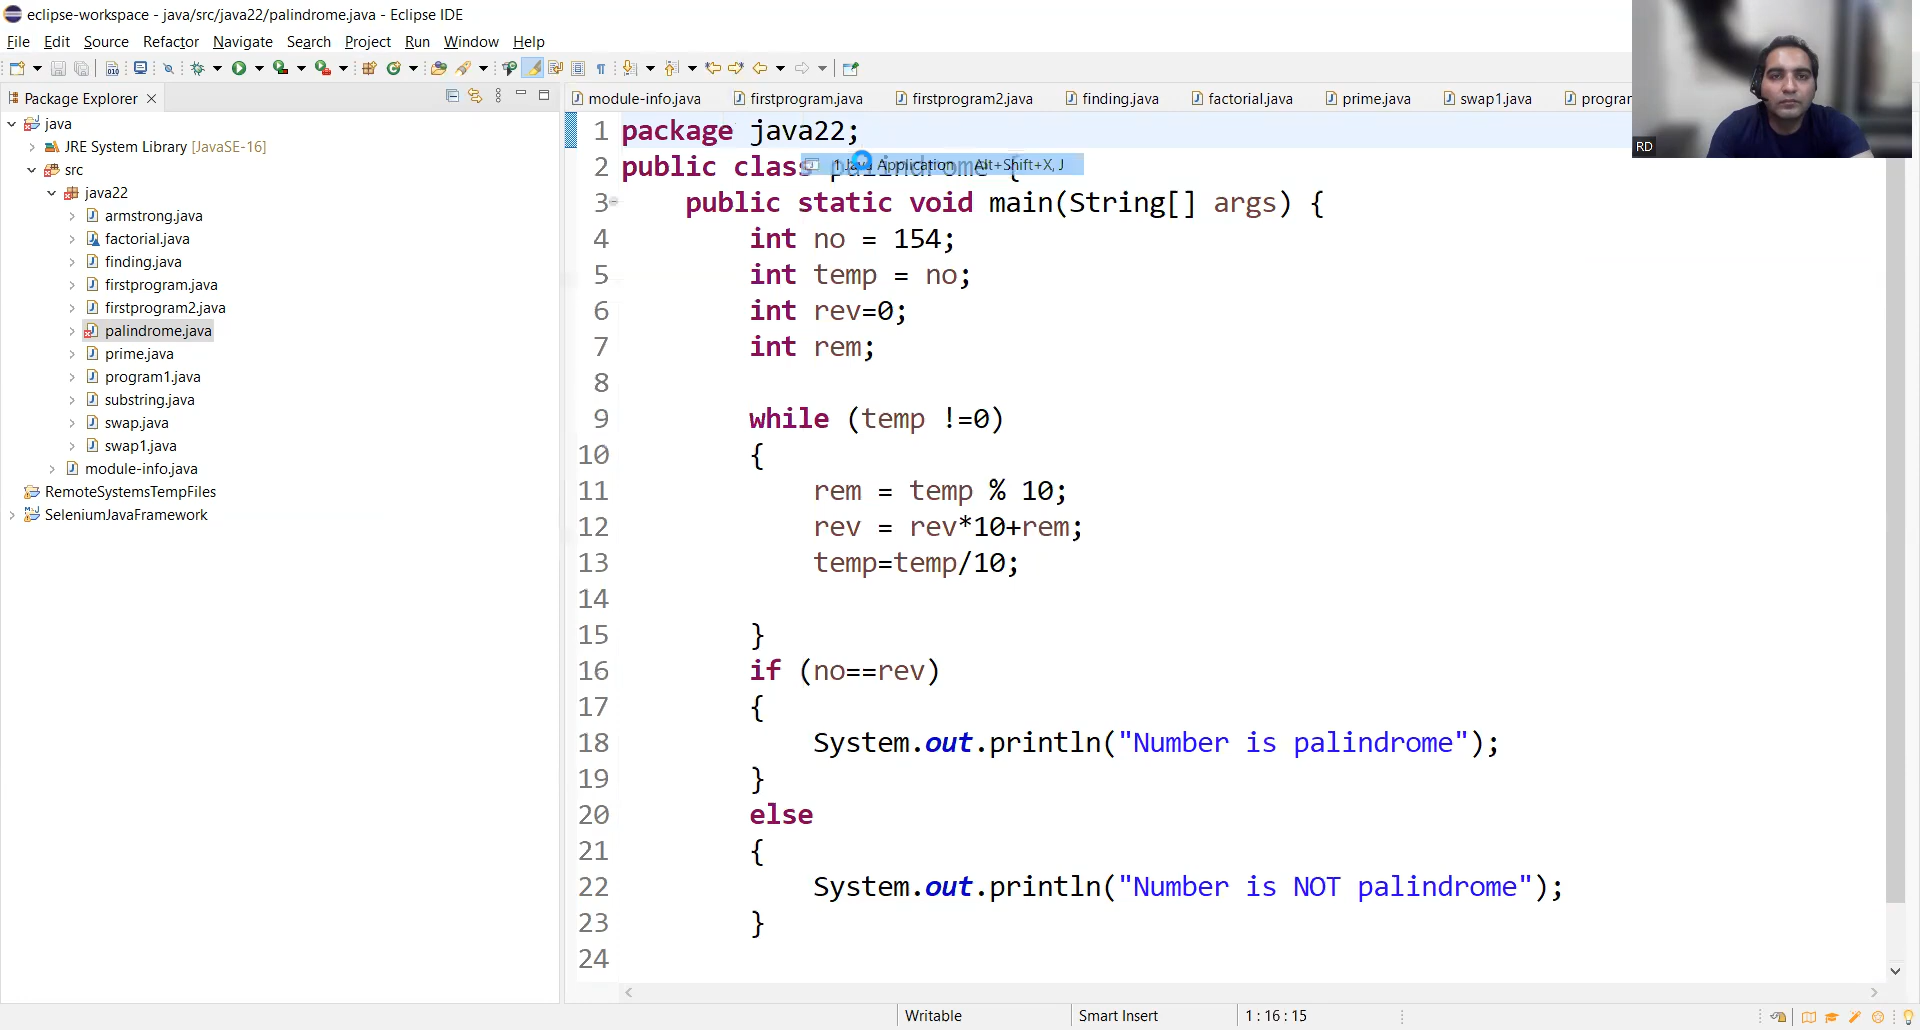 eclipse-workspace - java/src/java22/palindrome.java - Eclipse IDE
File Edit Source Refactor Navigate Search Project Run Window Help
Package Explorer
module-info.java firstprogram.java firstprogram2.java finding.java factorial.java prime.java swap1.java prograr
RD
java
JRE System Library [JavaSE-16]
src
java22
armstrong.java
factorial.java
finding.java
firstprogram.java
firstprogram2.java
palindrome.java
prime.java
program1.java
substring.java
swap.java
swap1.java
module-info.java
RemoteSystemsTempFiles
SeleniumJavaFramework
1 package java22;
1 Java Application Alt+Shift+X, J
2 public class palindrome {
3 public static void main(String[] args) {
4 int no = 154;
5 int temp = no;
6 int rev=0;
7 int rem;
8
9 while (temp !=0)
10 {
11 rem = temp % 10;
12 rev = rev*10+rem;
13 temp=temp/10;
14
15 }
16 if (no==rev)
17 {
18 System.out.println("Number is palindrome");
19 }
20 else
21 {
22 System.out.println("Number is NOT palindrome");
23 }
24
Writable Smart Insert 1 : 16 : 15